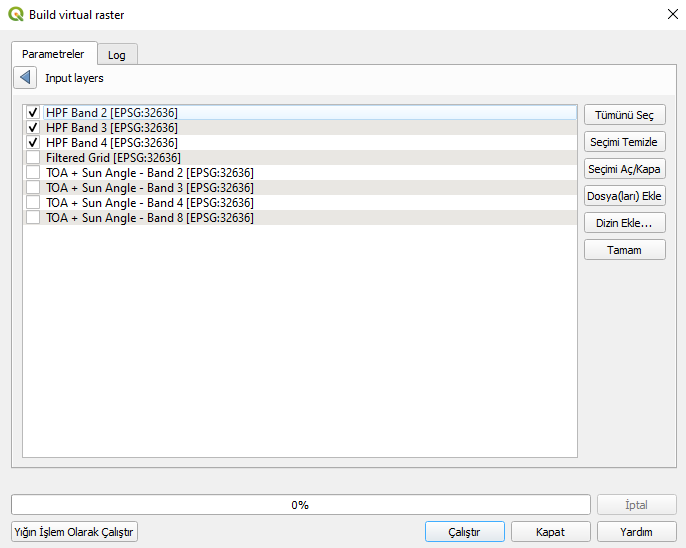 Build virtual raster
Parametreler
Log
Input layers
HPF Band 2 [EPSG:32636]
HPF Band 3 [EPSG:32636]
HPF Band 4 [EPSG:32636]
Filtered Grid [EPSG:32636]
TOA + Sun Angle - Band 2 [EPSG:32636]
TOA + Sun Angle - Band 3 [EPSG:32636]
TOA + Sun Angle - Band 4 [EPSG:32636]
TOA + Sun Angle - Band 8 [EPSG:32636]
Tümünü Seç
Seçimi Temizle
Seçimi Aç/Kapa
Dosya(ları) Ekle
Dizin Ekle...
Tamam
0%
İptal
Yığın İşlem Olarak Çalıştır
Çalıştır
Kapat
Yardım